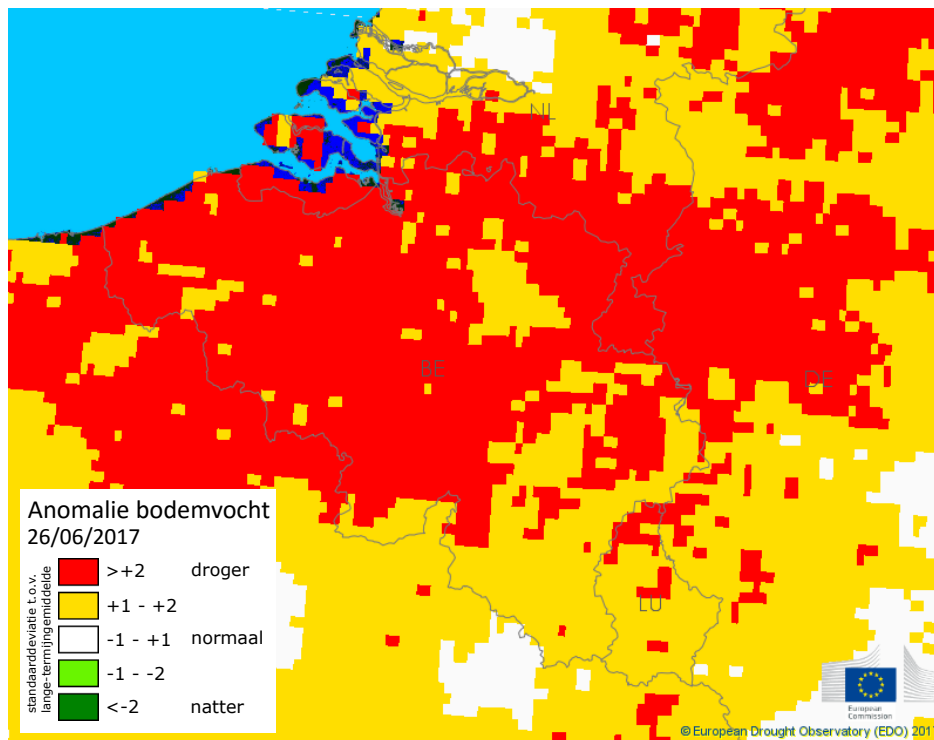 NL
BE
DE
LU
Anomalie bodemvocht
26/06/2017
standaarddeviatie t.o.v.
lange-termijngemiddelde
>+2 droger
+1 - +2
-1 - +1 normaal
-1 - -2
<-2 natter
European
Commission
© European Drought Observatory (EDO) 201